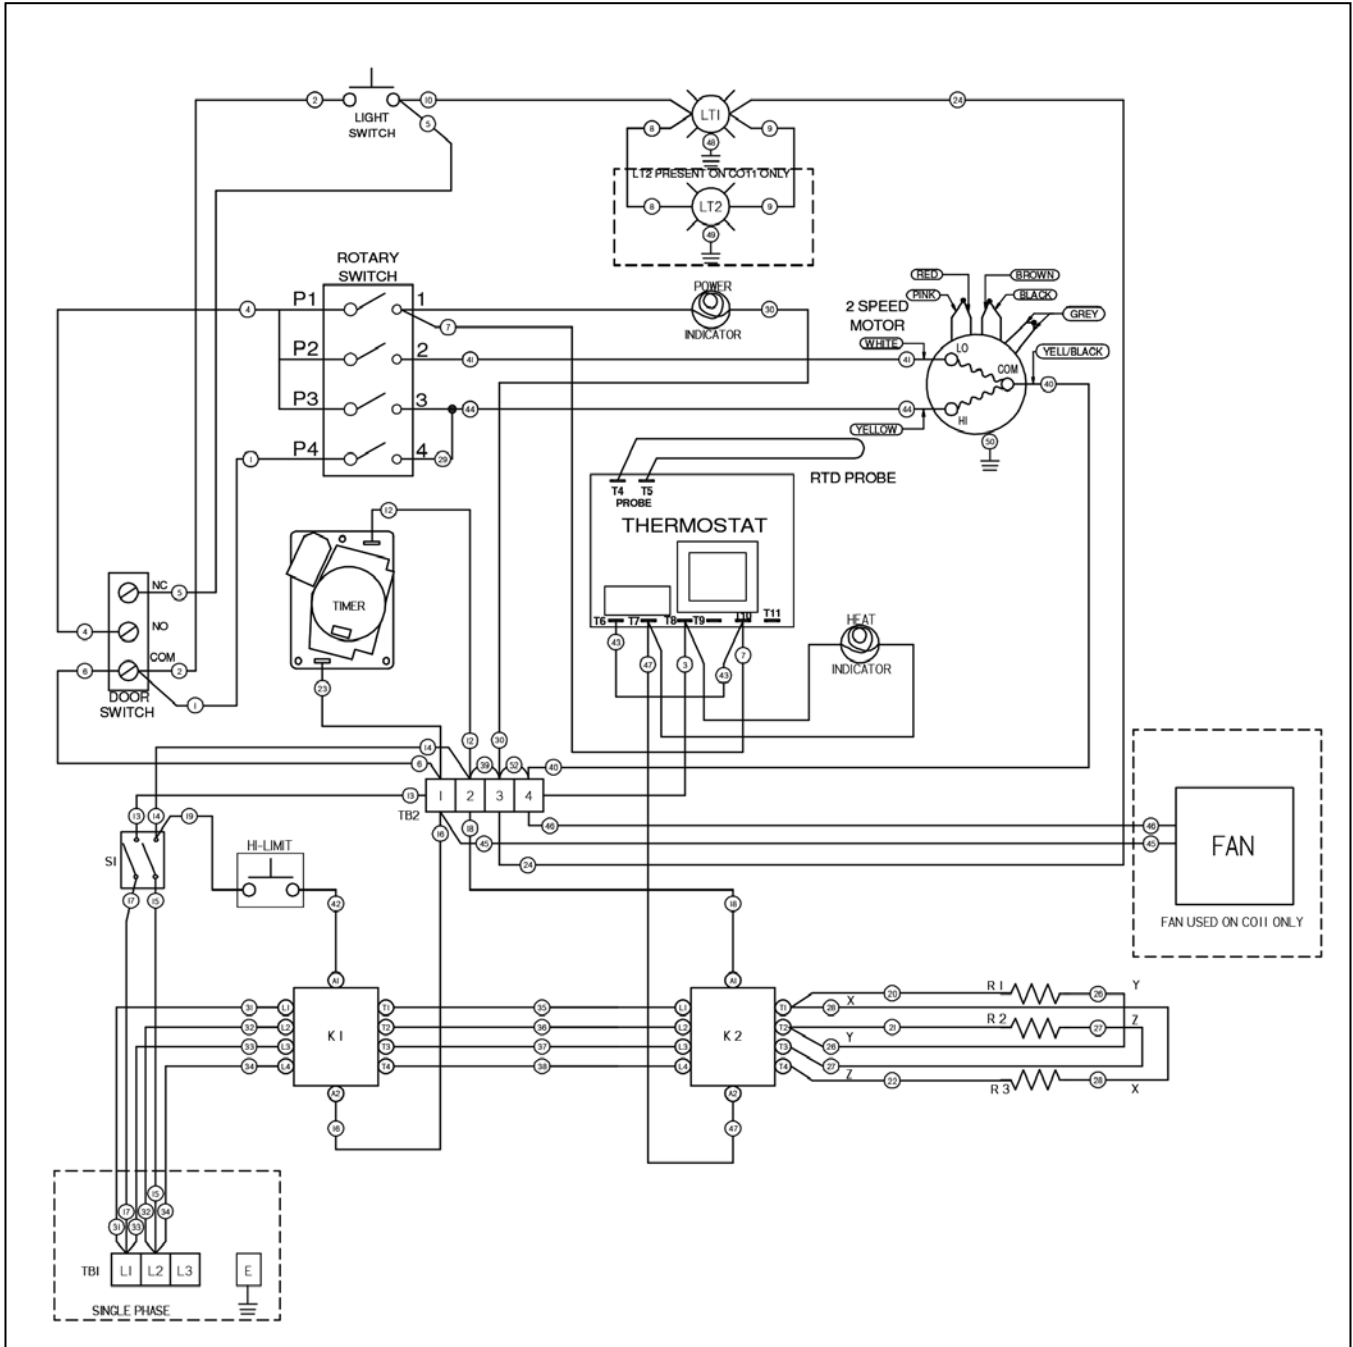 2
10
24
LIGHT
SWITCH
5
LT1
8
9
48
LT2 PRESENT ON CO11 ONLY
8
LT2
9
49
ROTARY
SWITCH
POWER
INDICATOR
30
P1
1
4
7
P2
2
41
P3
3
44
P4
4
1
29
2 SPEED
MOTOR
RED
BROWN
PINK
BLACK
GREY
WHITE
YELL/BLACK
41
LO
COM
40
44
HI
YELLOW
50
T4
T5
PROBE
RTD PROBE
THERMOSTAT
T6
T7
T8
T9
T10
T11
43
47
3
43
7
HEAT
INDICATOR
12
TIMER
23
NC
5
NO
4
COM
6
2
1
DOOR
SWITCH
14
12
30
6
39
52
40
13
1
2
3
4
TB2
16
18
45
46
24
46
45
FAN
FAN USED ON CO11 ONLY
13
14
19
S1
HI-LIMIT
17
15
42
18
A1
A1
31
L1
T1
35
L1
T1
32
L2
T2
36
L2
T2
33
L3
T3
37
L3
T3
34
L4
T4
38
L4
T4
K1
K2
A2
A2
16
47
X
20
28
R1
26
Y
Y
21
26
R2
27
Z
27
Z
22
R3
28
X
15
17
31
33
32
34
TB1
L1
L2
L3
E
SINGLE PHASE